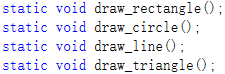 static void draw_rectangle();
static void draw_circle();
static void draw_line();
static void draw_triangle();